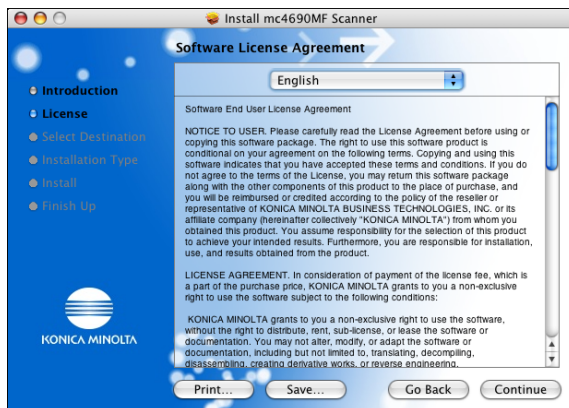 Install mc4690MF Scanner
Software License Agreement
Introduction
License
Select Destination
Installation Type
Install
Finish Up
KONICA MINOLTA
English
Software End User License Agreement
NOTICE TO USER. Please carefully read the License Agreement before using or
copying this software package. The right to use this software product is
conditional on your agreement on the following terms. Copying and using this
software indicates that you have accepted these terms and conditions. If you do
not agree to the terms of the License, you may return this software package
along with the other components of this product to the place of purchase, and
you will be reimbursed or credited according to the policy of the reseller or
representative of KONICA MINOLTA BUSINESS TECHNOLOGIES, INC. or its
affiliate company (hereinafter collectively "KONICA MINOLTA") from whom you
obtained this product. You assume responsibility for the selection of this product
to achieve your intended results. Furthermore, you are responsible for installation,
use, and results obtained from the product.
LICENSE AGREEMENT. In consideration of payment of the license fee, which is
a part of the purchase price, KONICA MINOLTA grants to you a non-exclusive
right to use the software subject to the following conditions:
KONICA MINOLTA grants to you a non-exclusive right to use the software,
without the right to distribute, rent, sub-license, or lease the software or
documentation. You may not alter, modify, or adapt the software or
documentation, including but not limited to, translating, decompiling,
disassembling, creating derivative works, or reverse engineering.
Print...
Save...
Go Back
Continue